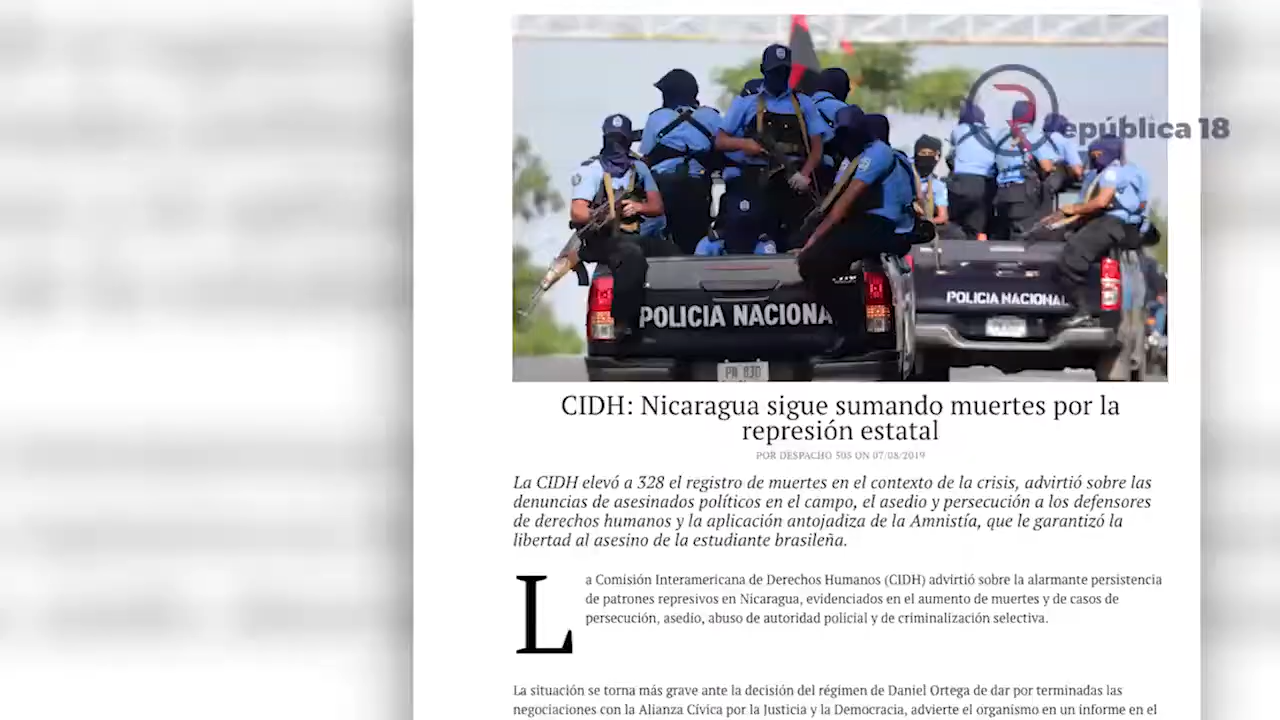 República 18
POLICIA NACIONA
POLICIA NACIONAL
CIDH: Nicaragua sigue sumando muertes por la
represión estatal
POR DESPACHO 505 ON 07/08/2019
La CIDH elevó a 328 el registro de muertes en el contexto de la crisis, advirtió sobre las
denuncias de asesinados políticos en el campo, el asedio y persecución a los defensores
de derechos humanos y la aplicación antojadiza de la Amnistía, que le garantizó la
libertad al asesino de la estudiante brasileña.
La Comisión Interamericana de Derechos Humanos (CIDH) advirtió sobre la alarmante persistencia
de patrones represivos en Nicaragua, evidenciados en el aumento de muertes y de casos de
persecución, asedio, abuso de autoridad policial y de criminalización selectiva.
La situación se torna más grave ante la decisión del régimen de Daniel Ortega de dar por terminadas las
negociaciones con la Alianza Cívica por la Justicia y la Democracia, advierte el organismo en un informe en el